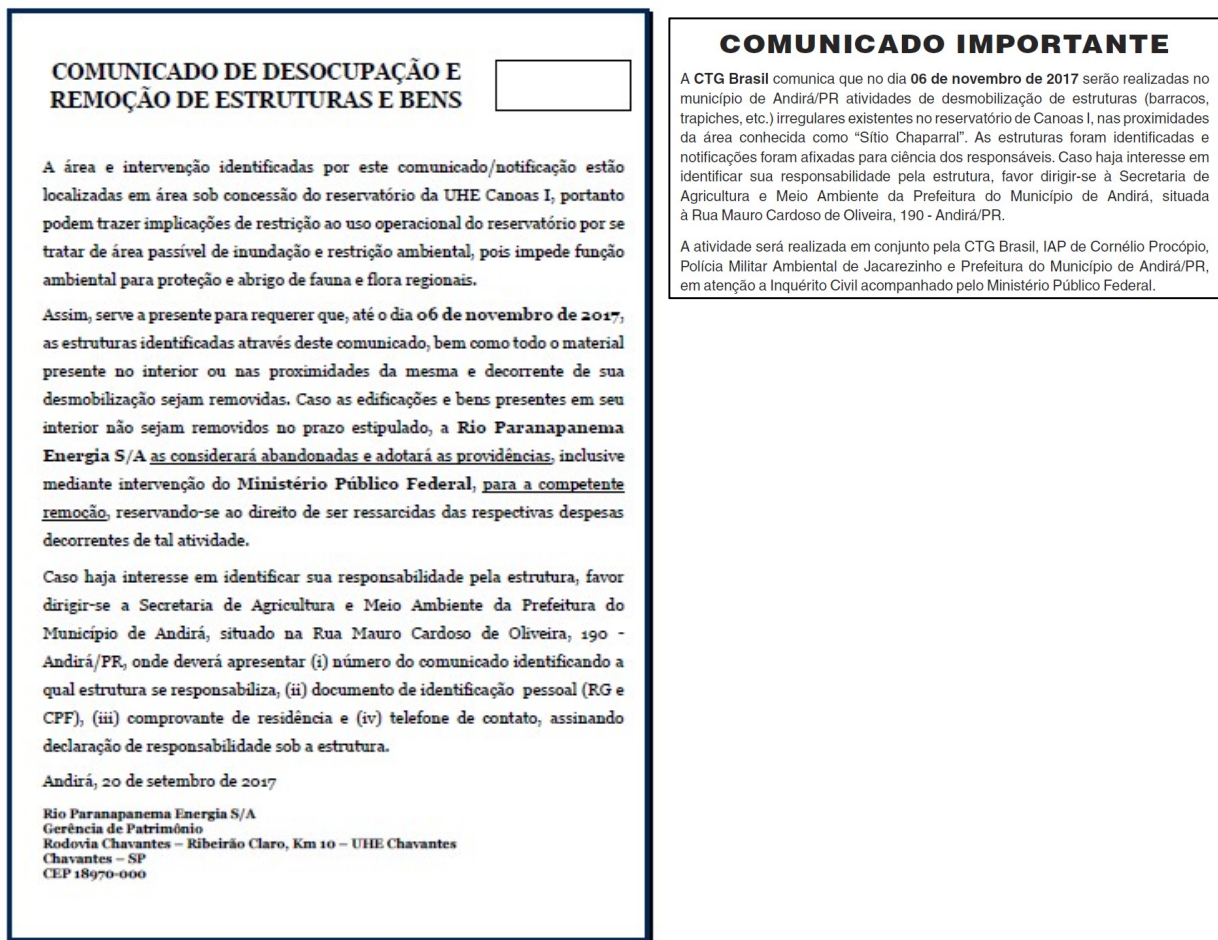 COMUNICADO DE DESOCUPAÇÃO E
REMOÇÃO DE ESTRUTURAS E BENS
A área e intervenção identificadas por este comunicado/notificação estão
localizadas em área sob concessão do reservatório da UHE Canoas I, portanto
podem trazer implicações de restrição ao uso operacional do reservatório por se
tratar de área passível de inundação e restrição ambiental, pois impede função
ambiental para proteção e abrigo de fauna e flora regionais.
Assim, serve a presente para requerer que, até o dia 06 de novembro de 2017,
as estruturas identificadas através deste comunicado, bem como todo o material
presente no interior ou nas proximidades da mesma e decorrente de sua
desmobilização sejam removidas. Caso as edificações e bens presentes em seu
interior não sejam removidos no prazo estipulado, a Rio Paranapanema
Energia S/A as considerará abandonadas e adotará as providências, inclusive
mediante intervenção do Ministério Público Federal, para a competente
remoção, reservando-se ao direito de ser ressarcidas das respectivas despesas
decorrentes de tal atividade.
Caso haja interesse em identificar sua responsabilidade pela estrutura, favor
dirigir-se a Secretaria de Agricultura e Meio Ambiente da Prefeitura do
Município de Andirá, situado na Rua Mauro Cardoso de Oliveira, 190 -
Andirá/PR, onde deverá apresentar (i) número do comunicado identificando a
qual estrutura se responsabiliza, (ii) documento de identificação pessoal (RG e
CPF), (iii) comprovante de residência e (iv) telefone de contato, assinando
declaração de responsabilidade sob a estrutura.
Andirá, 20 de setembro de 2017
Rio Paranapanema Energia S/A
Gerência de Patrimônio
Rodovia Chavantes – Ribeirão Claro, Km 10 – UHE Chavantes
Chavantes – SP
CEP 18970-000
COMUNICADO IMPORTANTE
A CTG Brasil comunica que no dia 06 de novembro de 2017 serão realizadas no
município de Andirá/PR atividades de desmobilização de estruturas (barracos,
trapiches, etc.) irregulares existentes no reservatório de Canoas I, nas proximidades
da área conhecida como “Sítio Chaparral”. As estruturas foram identificadas e
notificações foram afixadas para ciência dos responsáveis. Caso haja interesse em
identificar sua responsabilidade pela estrutura, favor dirigir-se à Secretaria de
Agricultura e Meio Ambiente da Prefeitura do Município de Andirá, situada
à Rua Mauro Cardoso de Oliveira, 190 - Andirá/PR.
A atividade será realizada em conjunto pela CTG Brasil, IAP de Cornélio Procópio,
Polícia Militar Ambiental de Jacarezinho e Prefeitura do Município de Andirá/PR,
em atenção a Inquérito Civil acompanhado pelo Ministério Público Federal.